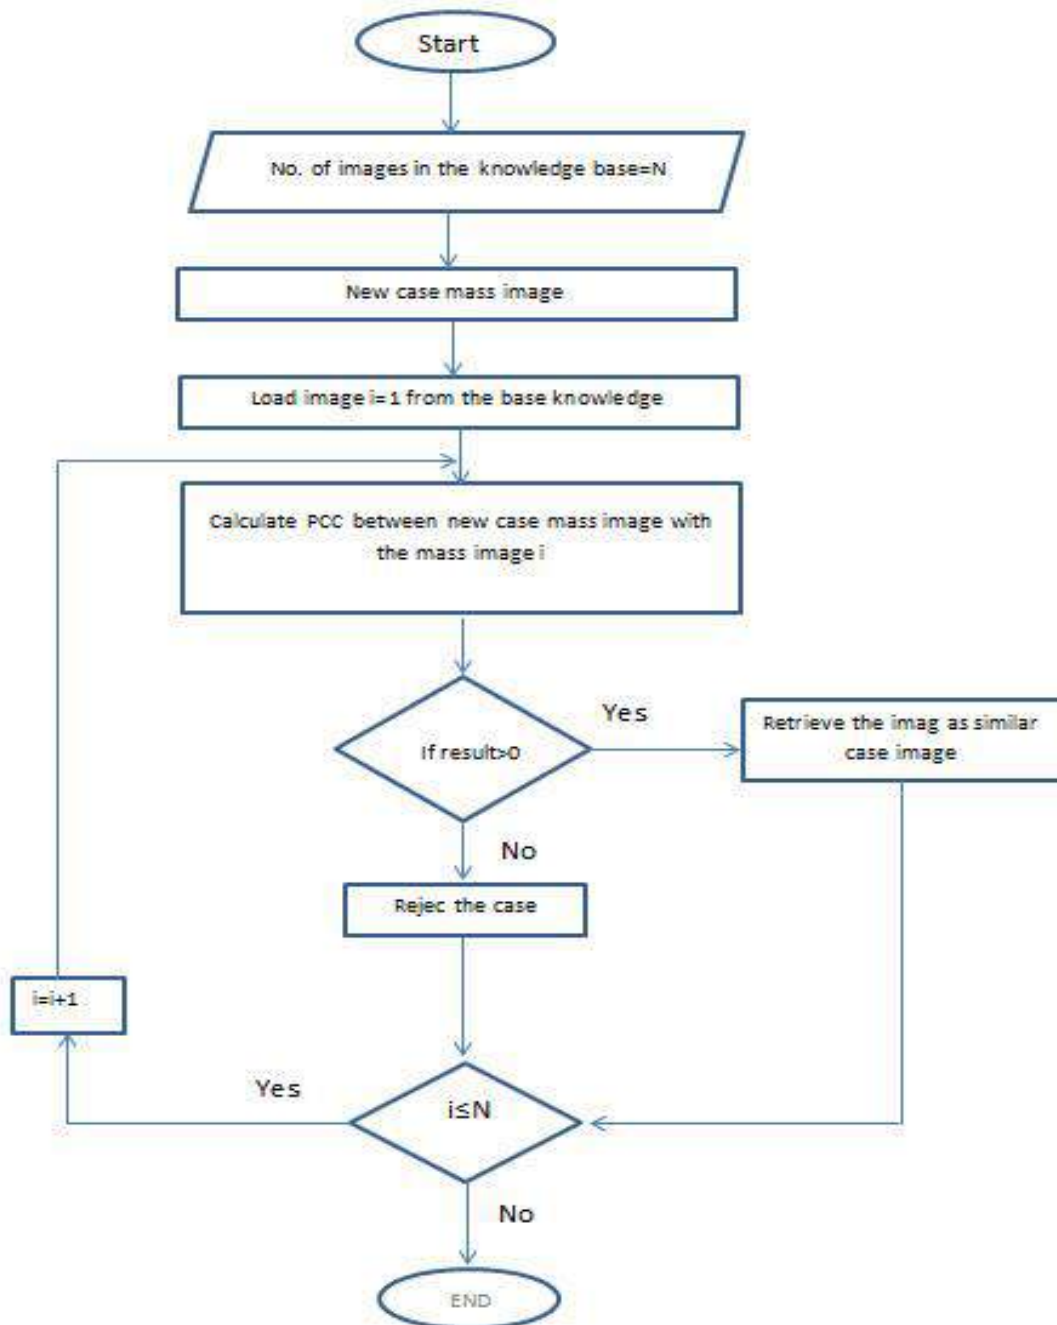 Start
No. of images in the knowledge base=N
New case mass image
Load image i=1 from the base knowledge
Calculate PCC between new case mass image with
the mass image i
If result>0
Yes
Retrieve the imag as similar
case image
No
Rejec the case
i=i+1
Yes
i≤N
No
END